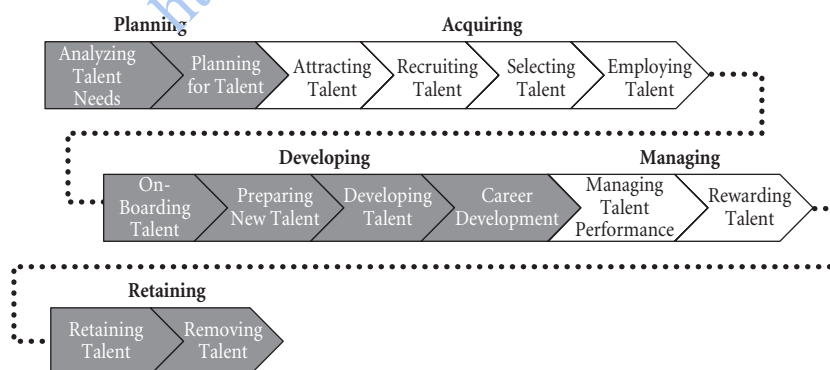 Planning
Acquiring
Analyzing
Talent
Needs
Planning
for Talent
Attracting
Talent
Recruiting
Talent
Selecting
Talent
Employing
Talent
Developing
Managing
On-
Boarding
Talent
Preparing
New Talent
Developing
Talent
Career
Development
Managing
Talent
Performance
Rewarding
Talent
Retaining
Retaining
Talent
Removing
Talent